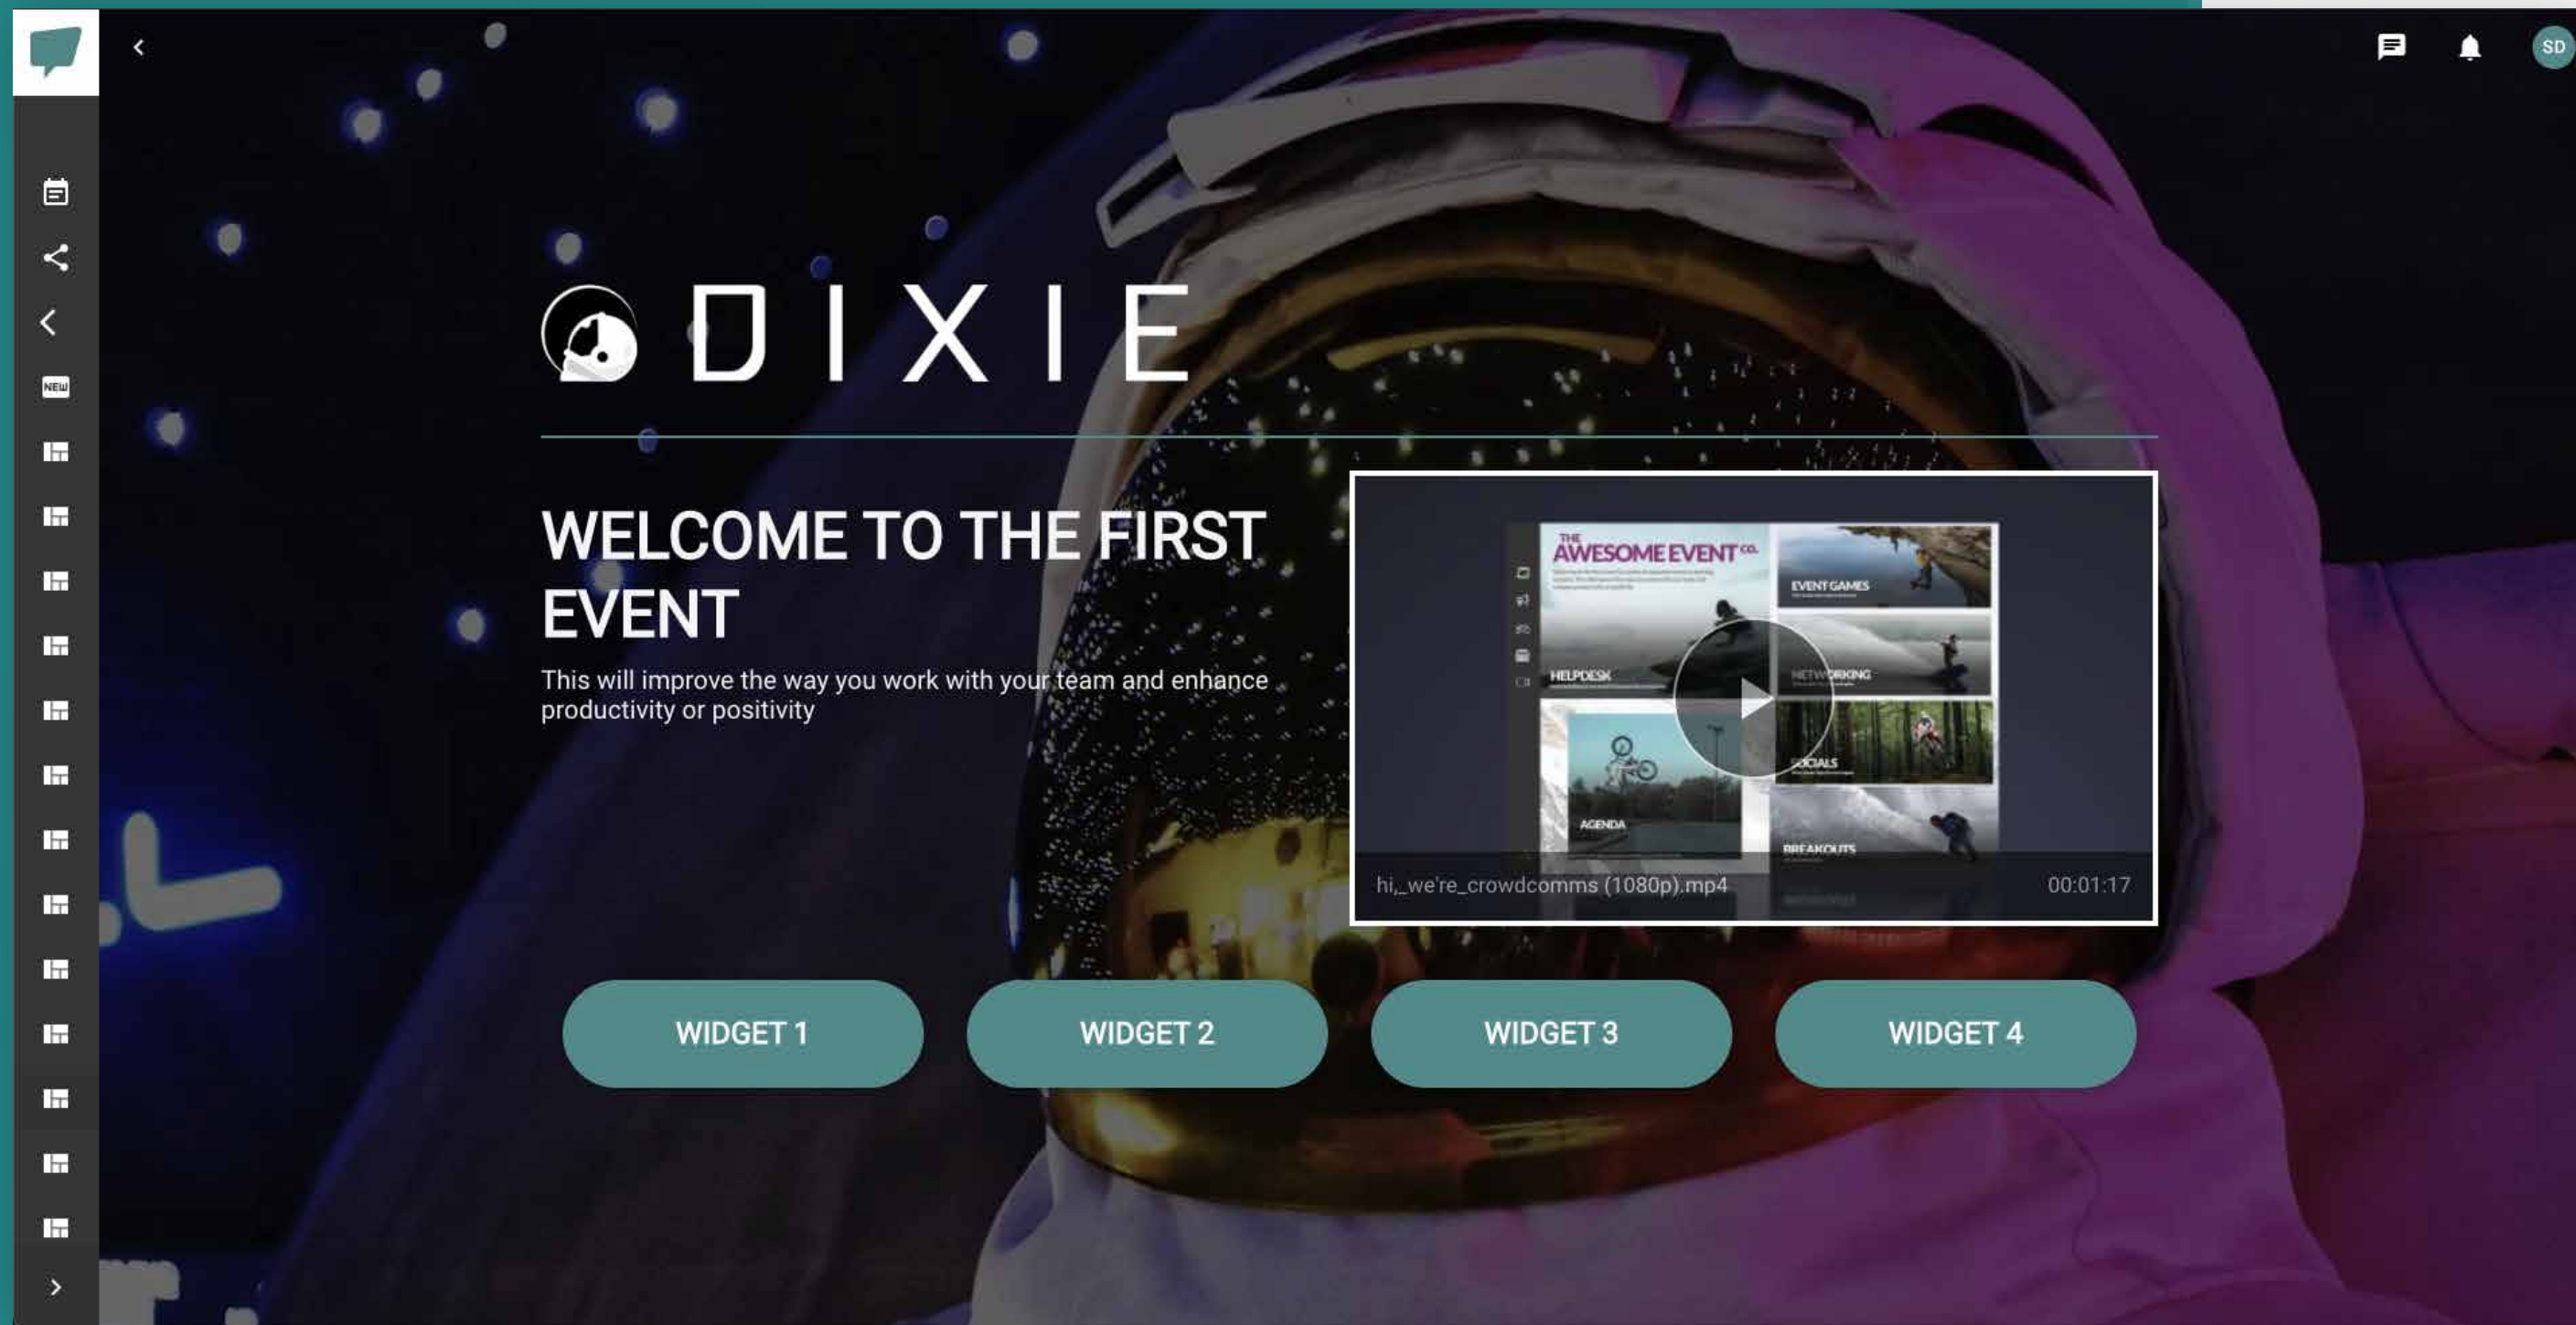 SD
NEW
DIXIE
WELCOME TO THE FIRST
EVENT
This will improve the way you work with your team and enhance
productivity or positivity
THE
AWESOME EVENT CO.
EVENT GAMES
HELPDESK
NETWORKING
SOCIALS
AGENDA
BREAKOUTS
hi,_we're_crowdcomms (1080p).mp4
00:01:17
WIDGET 1
WIDGET 2
WIDGET 3
WIDGET 4